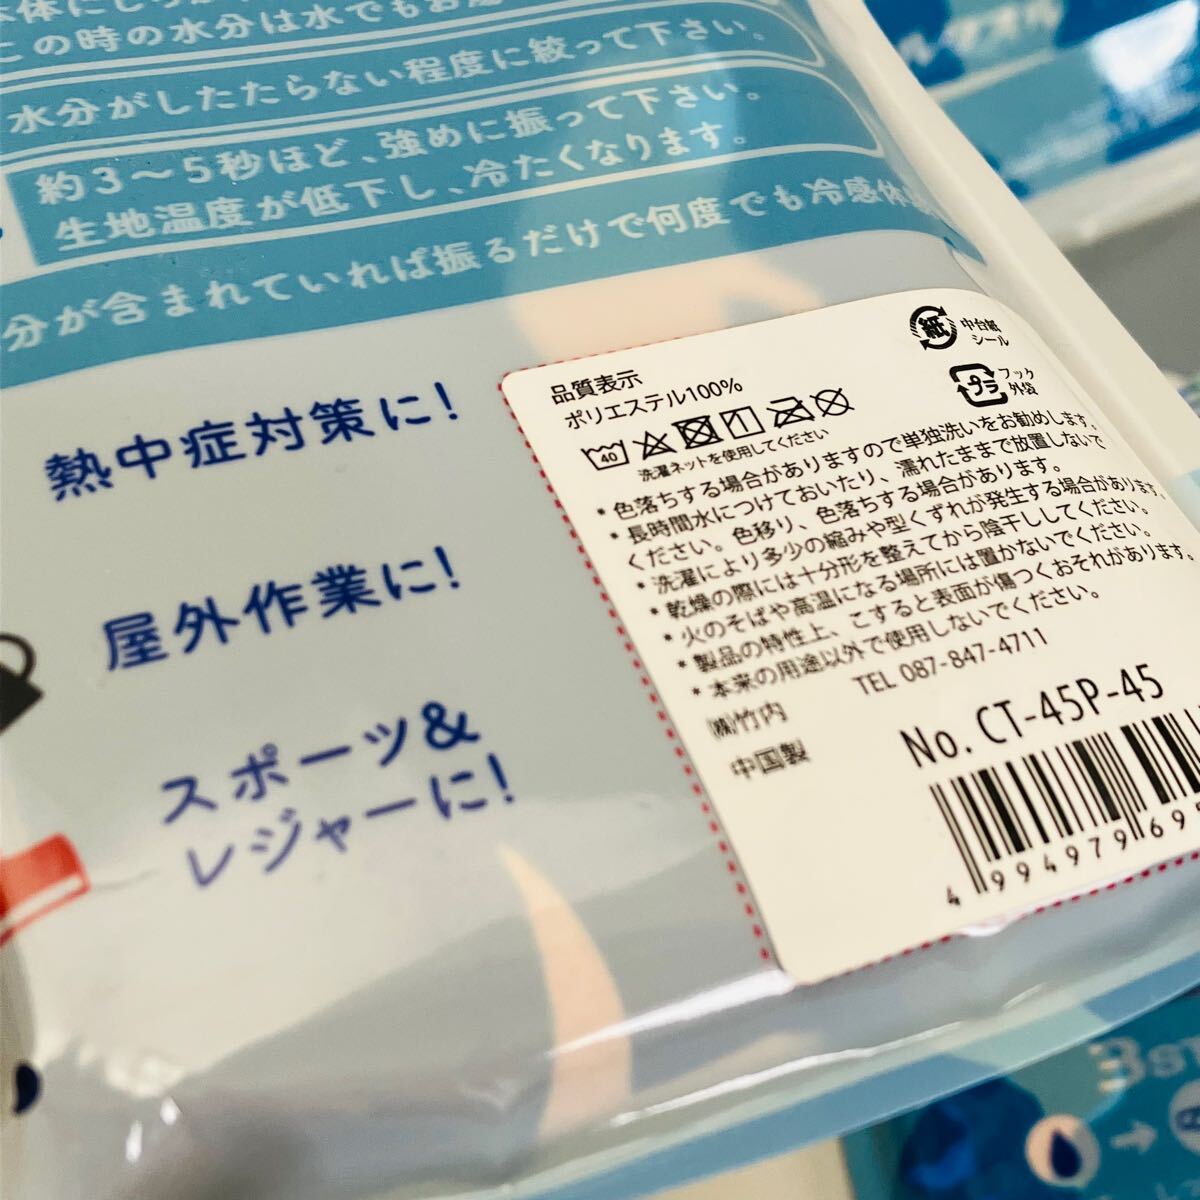 この時の水分は水でもお
水分がしたたらない程度に絞って下さい。
約3〜5秒ほど、強めに振って下さい。
生地温度が低下し、冷たくなります。
分が含まれていれば振るだけで何度でも冷感体
熱中症対策に!
屋外作業に!
スポーツ&
レジャーに!
紙
中台紙
シール
プラ
フック
外袋
品質表示
ポリエステル100%
40
洗濯ネットを使用してください
* 色落ちする場合がありますので単独洗いをお勧めします。
* 長時間水につけておいたり、濡れたままで放置しないで
ください。色移り、色落ちする場合があります。
* 洗濯により多少の縮みや型くずれが発生する場合があります。
* 乾燥の際には十分形を整えてから陰干ししてください。
* 火のそばや高温になる場所には置かないでください。
* 製品の特性上、こすると表面が傷つくおそれがあります。
* 本来の用途以外で使用しないでください。
TEL 087-847-4711
㈱竹内
中国製
No. CT-45P-45
4 994979 695
ル・タオル